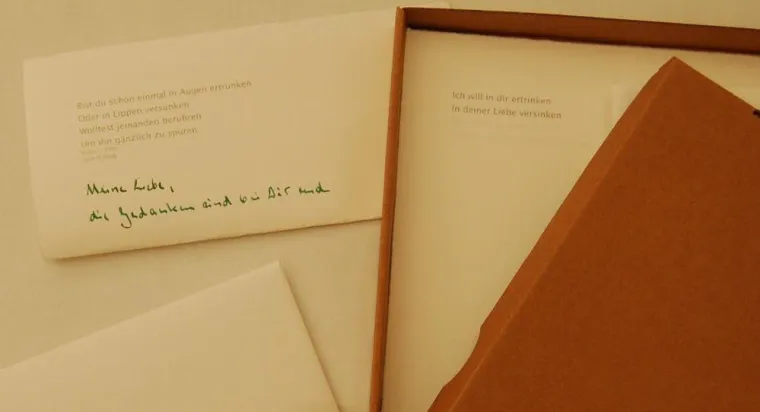 Bist du schon einmal in Augen ertrunken
Oder in Lippen versunken
Wolltest jemanden berühren
Um ihn gänzlich zu spüren
Meine Liebe,
die Gedanken sind bei Dir und
Ich will in dir ertrinken
In deiner Liebe versinken